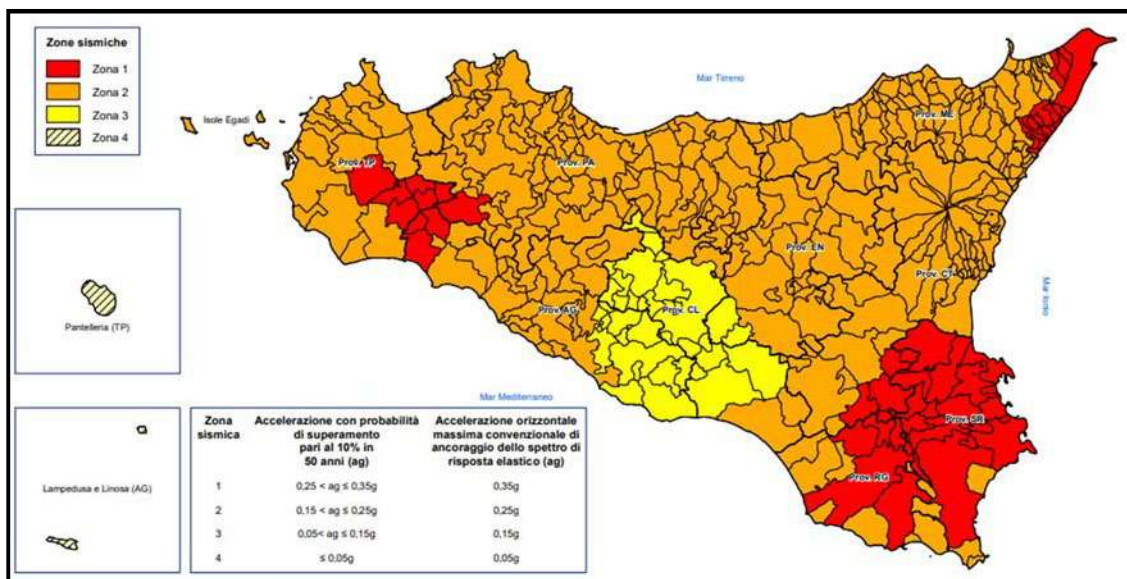 Zone sismiche
Zona 1
Zona 2
Zona 3
Zona 4
Mar Tirreno
Isole Egadi
Prov. TP
Prov. PA
Prov. ME
Prov. EN
Prov. CT
Mar Ionio
Prov. AG
Prov. CL
Prov. SR
Prov. RG
Pantelleria (TP)
Mar Mediterraneo
Lampedusa e Linosa (AG)
Zona sismica
Accelerazione con probabilità
di superamento
pari al 10% in
50 anni (ag)
Accelerazione orizzontale
massima convenzionale di
ancoraggio dello spettro di
risposta elastico (ag)
1 0,25 < ag ≤ 0,35g 0,35g
2 0,15 < ag ≤ 0,25g 0,25g
3 0,05< ag ≤ 0,15g 0,15g
4 ≤ 0,05g 0,05g